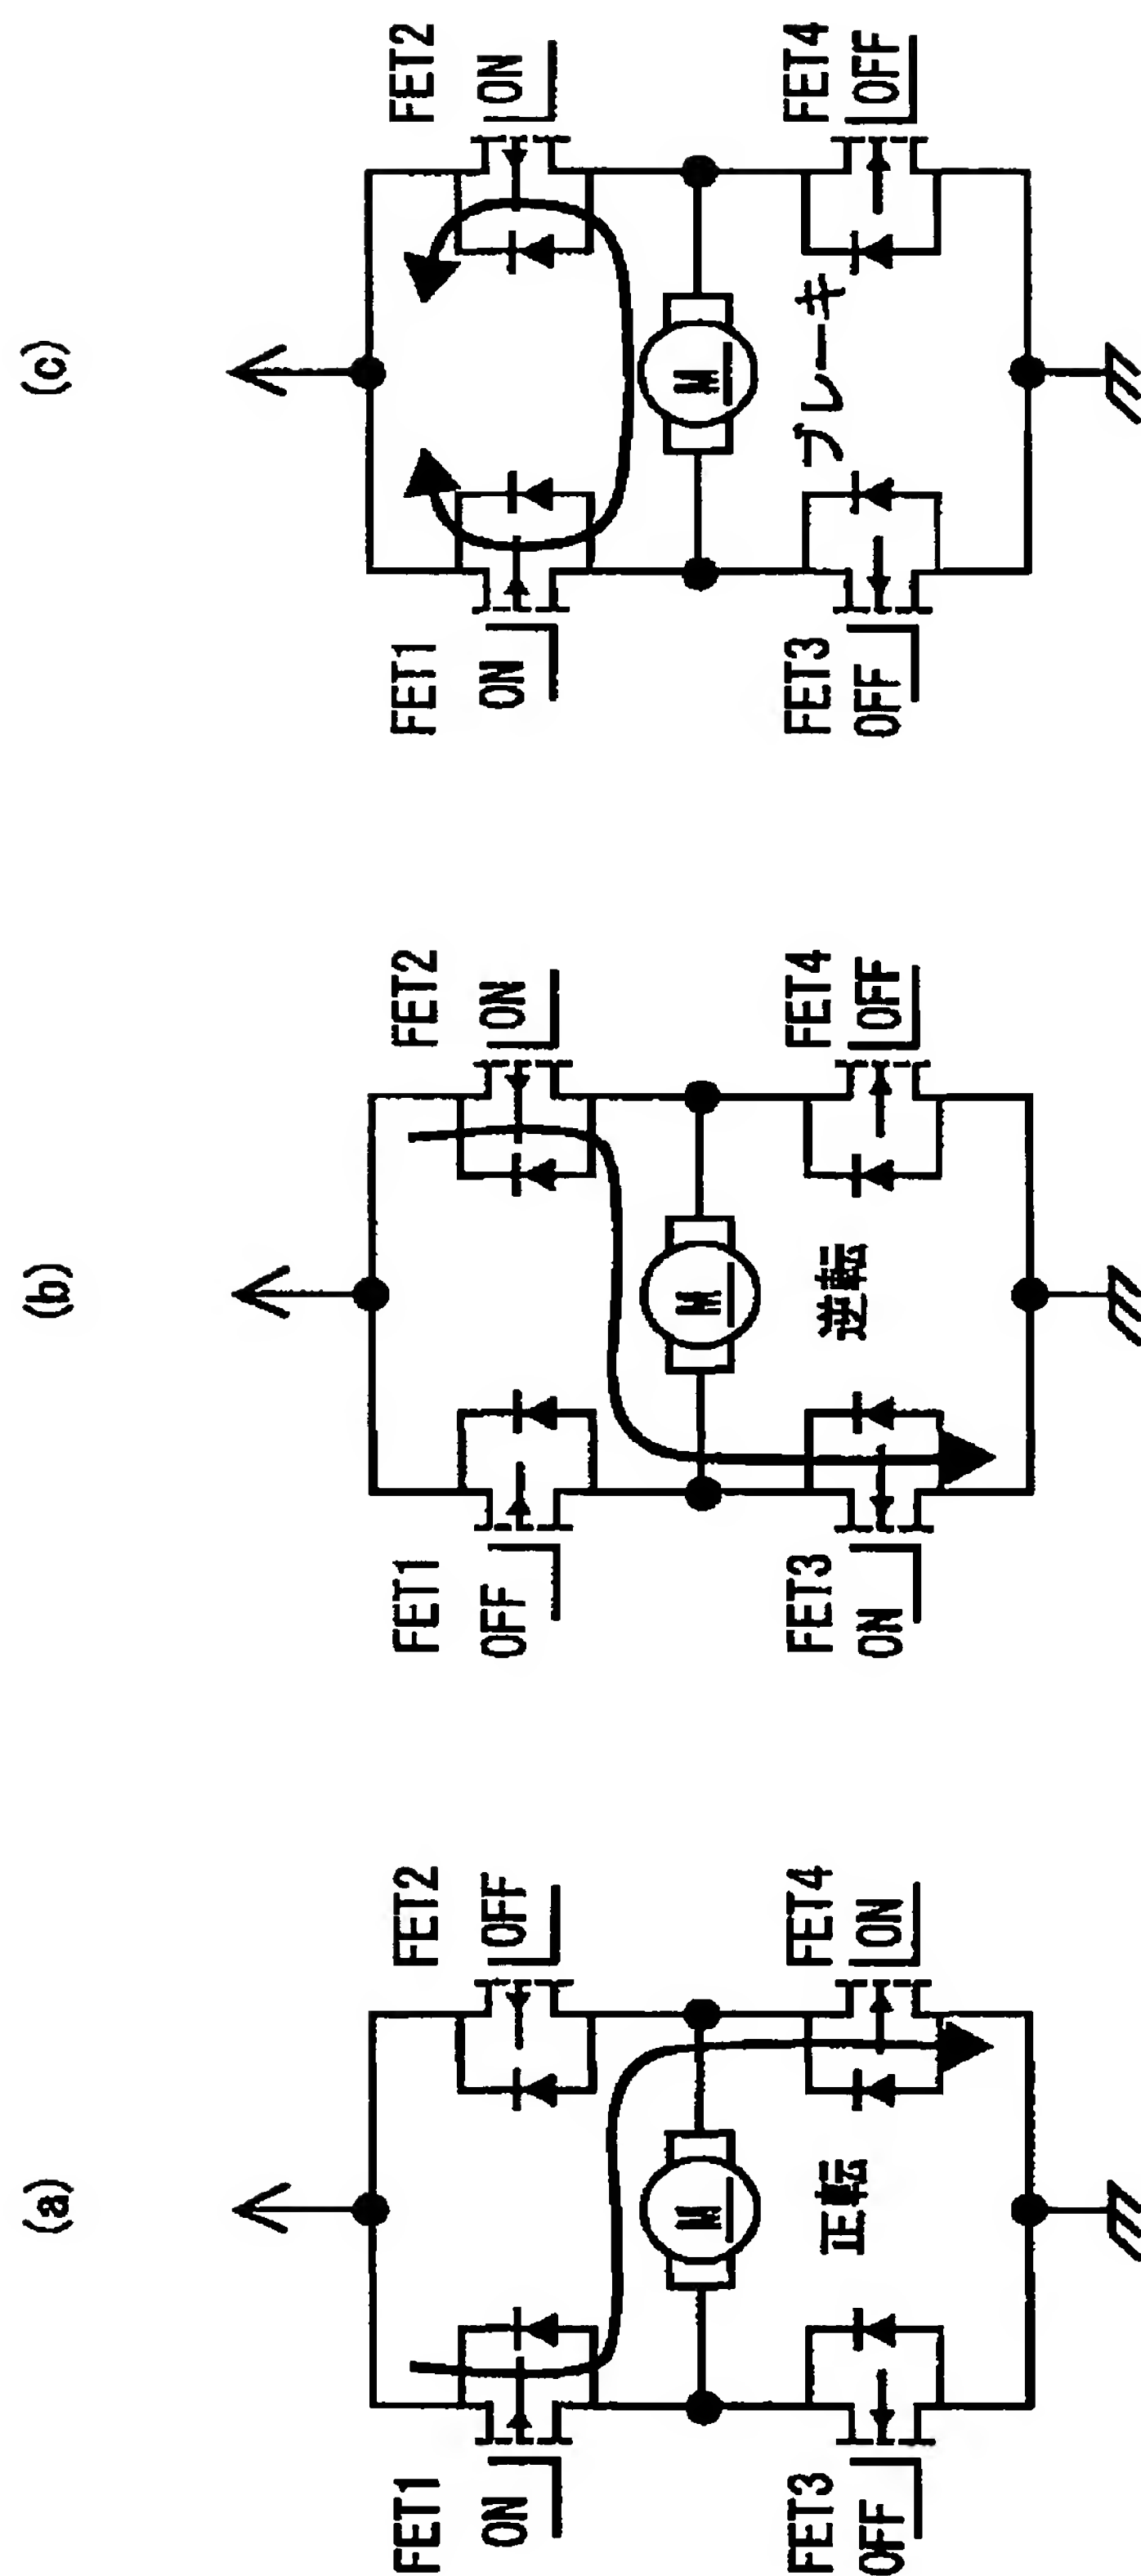 (a)
FET1
ON
FET2
OFF
M
正転
FET3
OFF
FET4
ON
(b)
FET1
OFF
FET2
ON
M
逆転
FET3
ON
FET4
OFF
(c)
FET1
ON
FET2
ON
M
ブレーキ
FET3
OFF
FET4
OFF